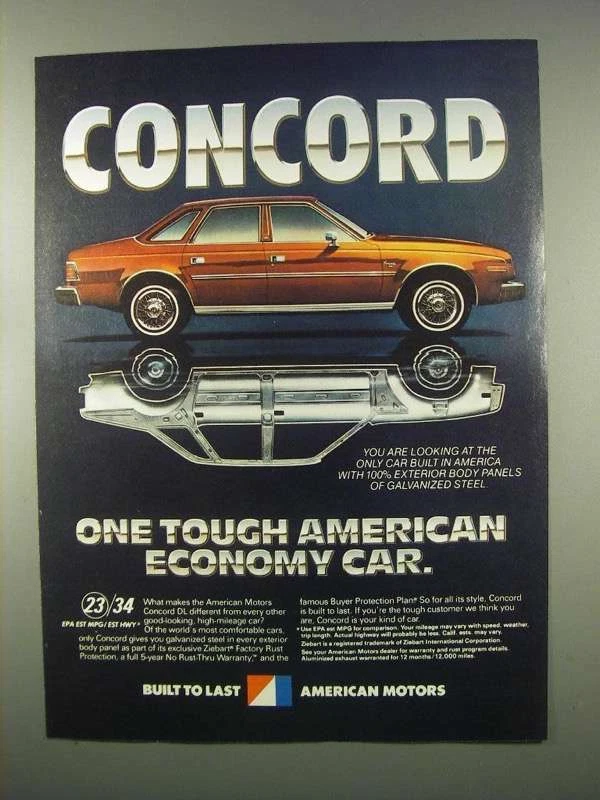 CONCORD
YOU ARE LOOKING AT THE
ONLY CAR BUILT IN AMERICA
WITH 100% EXTERIOR BODY PANELS
OF GALVANIZED STEEL.
ONE TOUGH AMERICAN
ECONOMY CAR.
23/34
EPA EST MPG/EST HWY*
What makes the American Motors
Concord DL different from every other
good-looking, high-mileage car?
Of the world's most comfortable cars,
only Concord gives you galvanized steel in every exterior
body panel as part of its exclusive Ziebart® Factory Rust
Protection, a full 5-year No Rust-Thru Warranty,™ and the
famous Buyer Protection Plan.® So for all its style, Concord
is built to last. If you're the tough customer we think you
are, Concord is your kind of car.
*Use EPA est MPG for comparison. Your mileage may vary with speed, weather,
trip length. Actual highway will probably be less. Calif. ests. may vary.
Ziebart is a registered trademark of Ziebart International Corporation.
See your American Motors dealer for warranty and rust program details.
Aluminized exhaust warranted for 12 months/12,000 miles.
BUILT TO LAST AMERICAN MOTORS